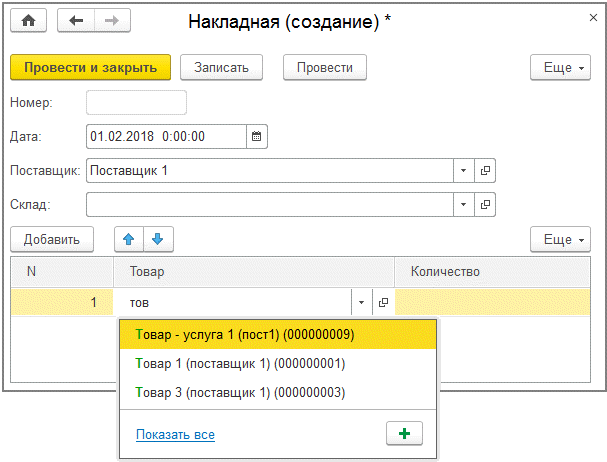 Накладная (создание) *
Провести и закрыть Записать Провести Еще
Номер:
Дата: 01.02.2018 0:00:00
Поставщик: Поставщик 1
Склад:
Добавить Еще
N Товар Количество
1 тов
Товар - услуга 1 (пост1) (000000009)
Товар 1 (поставщик 1) (000000001)
Товар 3 (поставщик 1) (000000003)
Показать все